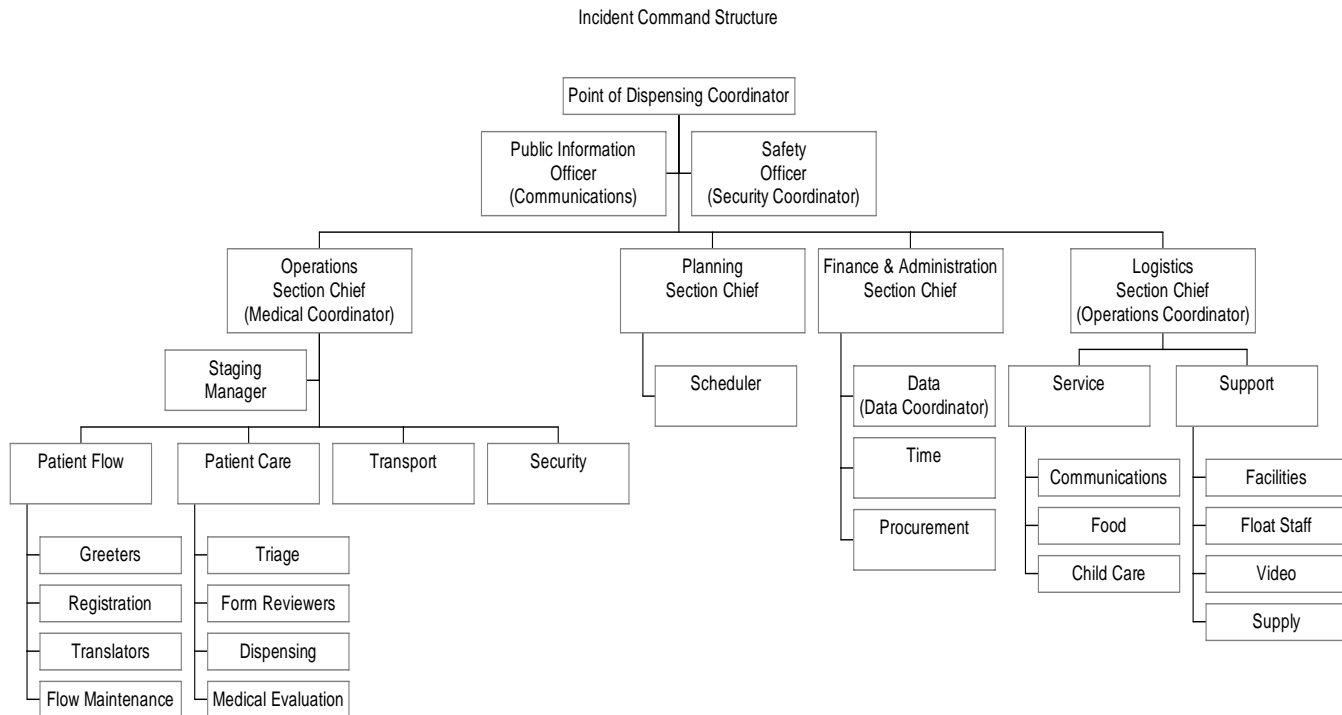 Incident Command Structure
Point of Dispensing Coordinator
Public Information
Officer
(Communications)
Safety
Officer
(Security Coordinator)
Operations
Section Chief
(Medical Coordinator)
Planning
Section Chief
Finance & Administration
Section Chief
Logistics
Section Chief
(Operations Coordinator)
Staging
Manager
Scheduler
Data
(Data Coordinator)
Service
Support
Patient Flow
Patient Care
Transport
Security
Time
Communications
Facilities
Procurement
Food
Float Staff
Greeters
Triage
Child Care
Video
Registration
Form Reviewers
Supply
Translators
Dispensing
Flow Maintenance
Medical Evaluation